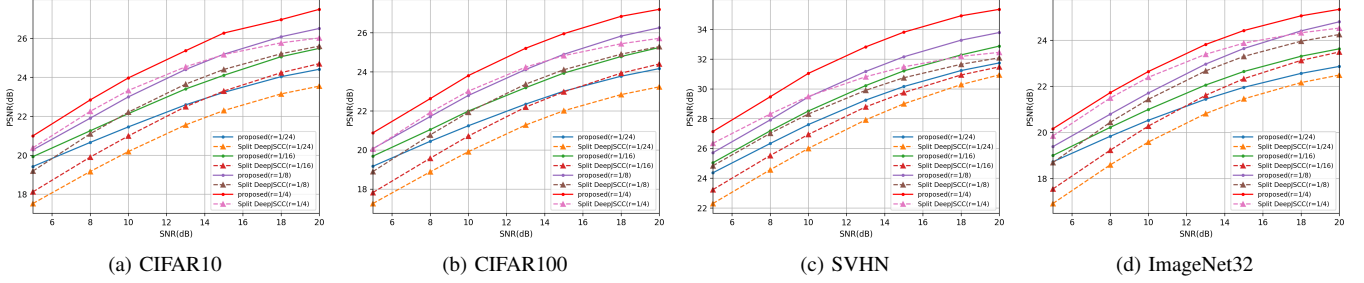 PSNR(dB)
26
24
22
20
18
6 8 10 12 14 16 18 20
SNR(dB)
proposed(r=1/24)
Split DeepJSCC(r=1/24)
proposed(r=1/16)
Split DeepJSCC(r=1/16)
proposed(r=1/8)
Split DeepJSCC(r=1/8)
proposed(r=1/4)
Split DeepJSCC(r=1/4)
(a) CIFAR10
PSNR(dB)
26
24
22
20
18
6 8 10 12 14 16 18 20
SNR(dB)
proposed(r=1/24)
Split DeepJSCC(r=1/24)
proposed(r=1/16)
Split DeepJSCC(r=1/16)
proposed(r=1/8)
Split DeepJSCC(r=1/8)
proposed(r=1/4)
Split DeepJSCC(r=1/4)
(b) CIFAR100
PSNR(dB)
34
32
30
28
26
24
22
6 8 10 12 14 16 18 20
SNR(dB)
proposed(r=1/24)
Split DeepJSCC(r=1/24)
proposed(r=1/16)
Split DeepJSCC(r=1/16)
proposed(r=1/8)
Split DeepJSCC(r=1/8)
proposed(r=1/4)
Split DeepJSCC(r=1/4)
(c) SVHN
PSNR(dB)
24
22
20
18
6 8 10 12 14 16 18 20
SNR(dB)
proposed(r=1/24)
Split DeepJSCC(r=1/24)
proposed(r=1/16)
Split DeepJSCC(r=1/16)
proposed(r=1/8)
Split DeepJSCC(r=1/8)
proposed(r=1/4)
Split DeepJSCC(r=1/4)
(d) ImageNet32